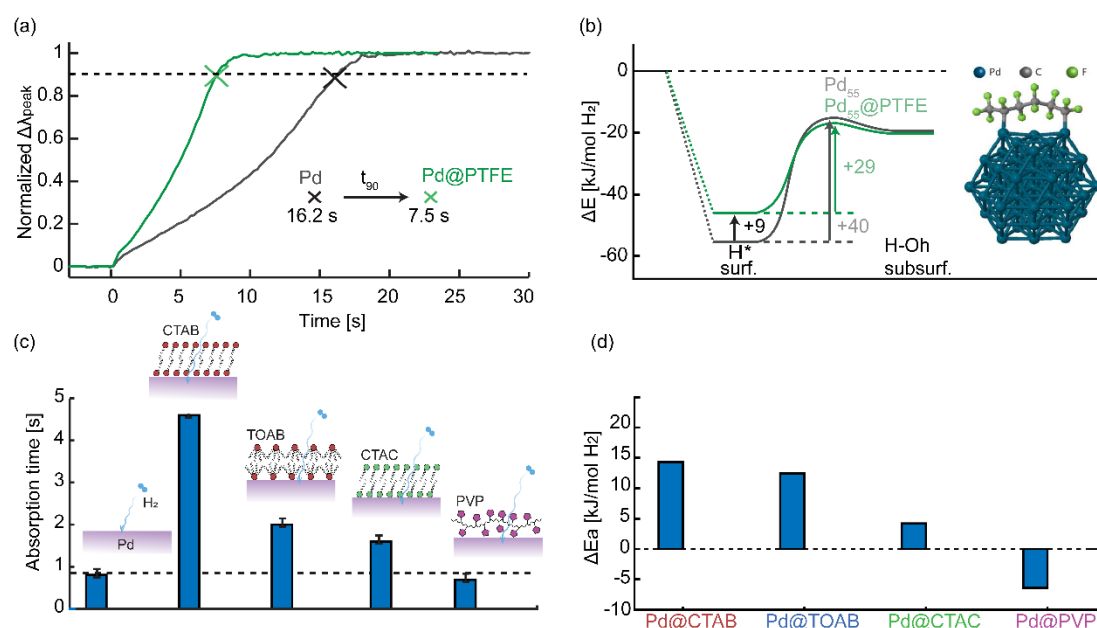 (a)
Normalized Δλpeak
1
0.8
0.6
0.4
0.2
0
0
5
10
15
20
25
30
Time [s]
Pd
t90
Pd@PTFE
16.2 s
7.5 s
(b)
ΔE [kJ/mol H2]
0
-20
-40
-60
Pd55
Pd55@PTFE
+29
+9
+40
H*
surf.
H-Oh
subsurf.
Pd
C
F
(c)
Absorption time [s]
5
4
3
2
1
0
H2
Pd
CTAB
TOAB
CTAC
PVP
(d)
ΔEa [kJ/mol H2]
15
10
5
0
-5
-10
Pd@CTAB
Pd@TOAB
Pd@CTAC
Pd@PVP